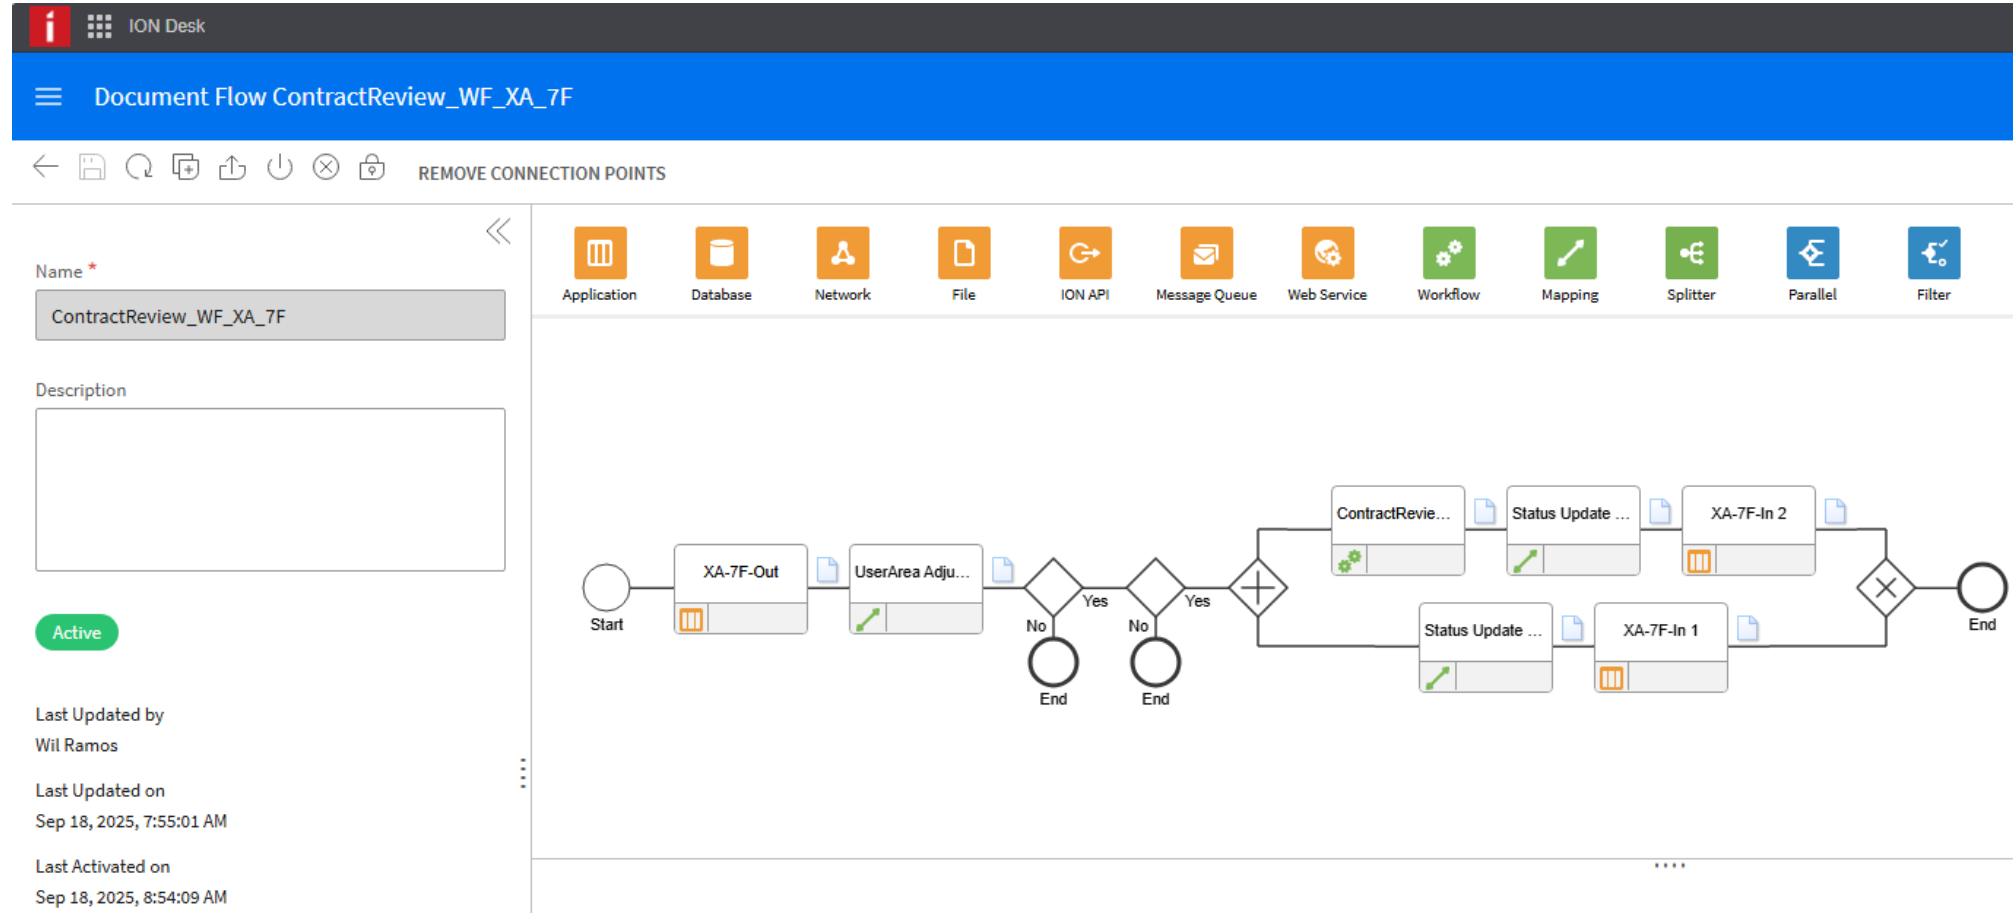 ION Desk
Document Flow ContractReview_WF_XA_7F
REMOVE CONNECTION POINTS
Name *
ContractReview_WF_XA_7F
Description
Active
Last Updated by
Wil Ramos
Last Updated on
Sep 18, 2025, 7:55:01 AM
Last Activated on
Sep 18, 2025, 8:54:09 AM
Application
Database
Network
File
ION API
Message Queue
Web Service
Workflow
Mapping
Splitter
Parallel
Filter
Start
XA-7F-Out
UserArea Adju...
Yes
No
End
Yes
No
End
ContractRevie...
Status Update ...
XA-7F-In 2
Status Update ...
XA-7F-In 1
End